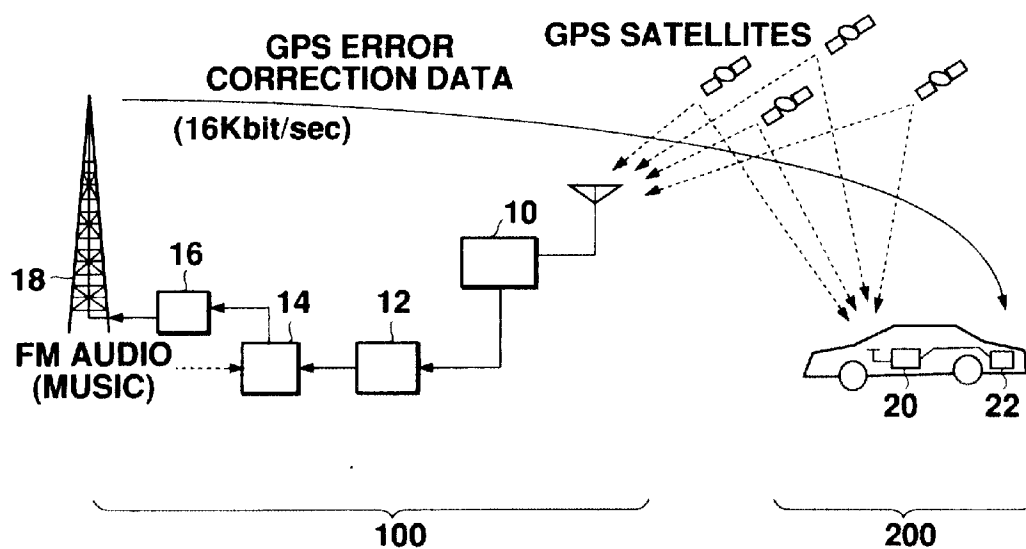 GPS ERROR
CORRECTION DATA
(16Kbit/sec)
GPS SATELLITES
10
18
16
14
12
FM AUDIO
(MUSIC)
20
22
100
200